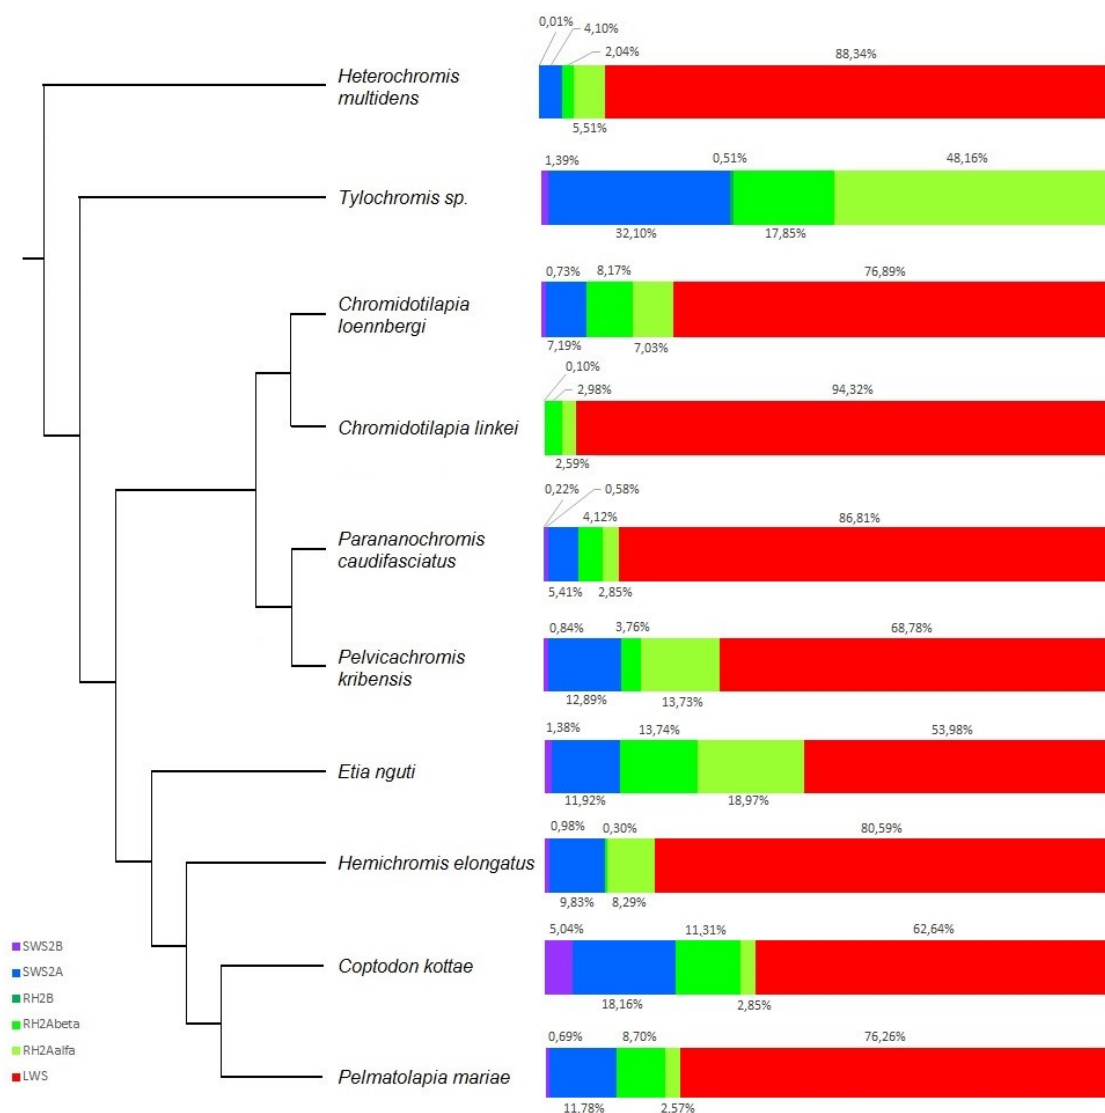 0,01%
4,10%
2,04%
88,34%
Heterochromis
multidens
5,51%
1,39%
0,51%
48,16%
Tylochromis sp.
32,10%
17,85%
0,73%
8,17%
76,89%
Chromidotilapia
loennbergi
7,19%
7,03%
0,10%
2,98%
94,32%
Chromidotilapia linkei
2,59%
0,22%
0,58%
4,12%
86,81%
Parananochromis
caudifasciatus
5,41%
2,85%
0,84%
3,76%
68,78%
Pelvicachromis
kribensis
12,89%
13,73%
1,38%
13,74%
53,98%
Etia nguti
11,92%
18,97%
0,98%
0,30%
80,59%
Hemichromis elongatus
9,83%
8,29%
5,04%
11,31%
62,64%
Coptodon kottae
18,16%
2,85%
0,69%
8,70%
76,26%
Pelmatolapia mariae
11,78%
2,57%
SWS2B
SWS2A
RH2B
RH2Abeta
RH2Aalfa
LWS